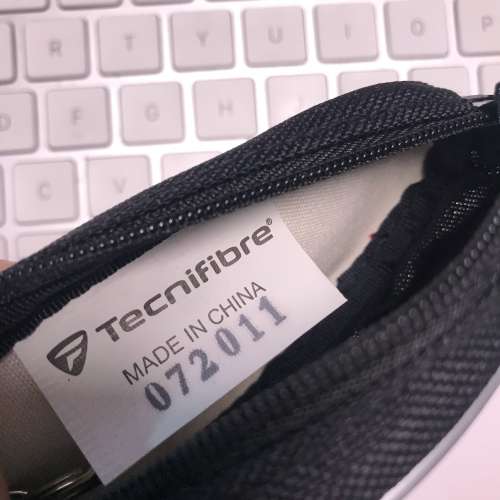 R T Y U I O
D F G H
C V
Tecnifibre®
MADE IN CHINA
072011